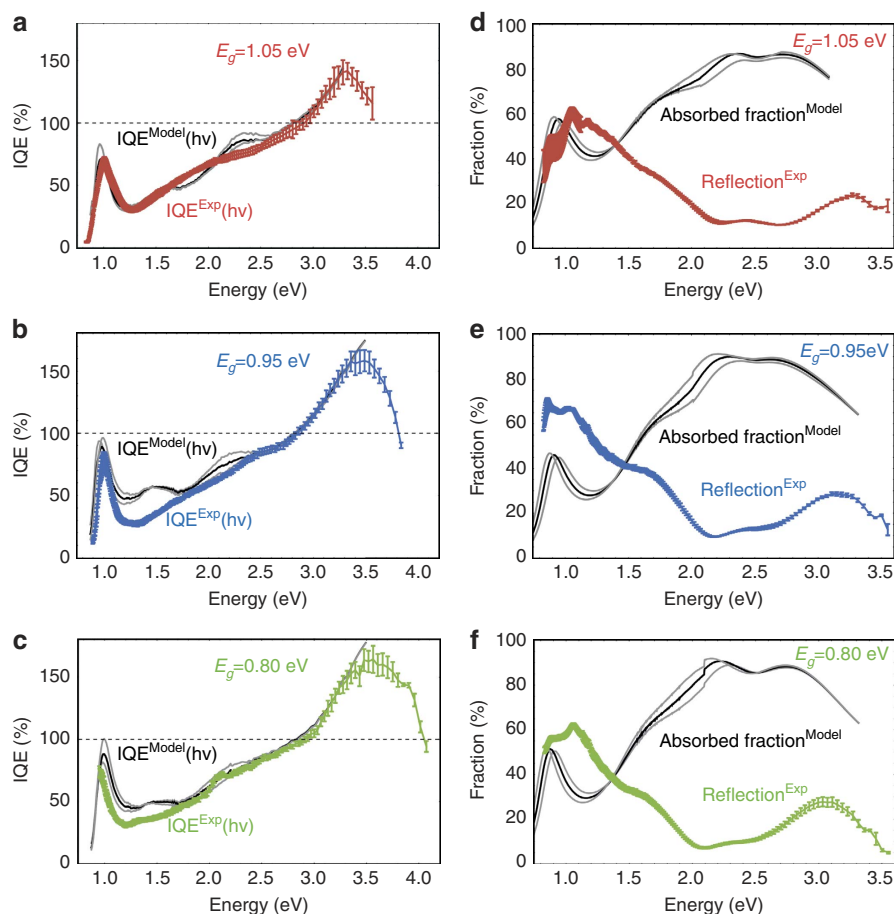 a
150
100
50
0
IQE (%)
E_g=1.05 eV
IQE^Model(hv)
IQE^Exp(hv)
1.0 1.5 2.0 2.5 3.0 3.5 4.0
Energy (eV)
d
100
80
60
40
20
0
Fraction (%)
E_g=1.05 eV
Absorbed fraction^Model
Reflection^Exp
1.0 1.5 2.0 2.5 3.0 3.5
Energy (eV)
b
150
100
50
0
IQE (%)
E_g=0.95 eV
IQE^Model(hv)
IQE^Exp(hv)
1.0 1.5 2.0 2.5 3.0 3.5 4.0
Energy (eV)
e
100
80
60
40
20
0
Fraction (%)
E_g=0.95eV
Absorbed fraction^Model
Reflection^Exp
1.0 1.5 2.0 2.5 3.0 3.5
Energy (eV)
c
150
100
50
0
IQE (%)
E_g=0.80 eV
IQE^Model(hv)
IQE^Exp(hv)
1.0 1.5 2.0 2.5 3.0 3.5 4.0
Energy (eV)
f
100
80
60
40
20
0
Fraction (%)
E_g=0.80 eV
Absorbed fraction^Model
Reflection^Exp
1.0 1.5 2.0 2.5 3.0 3.5
Energy (eV)